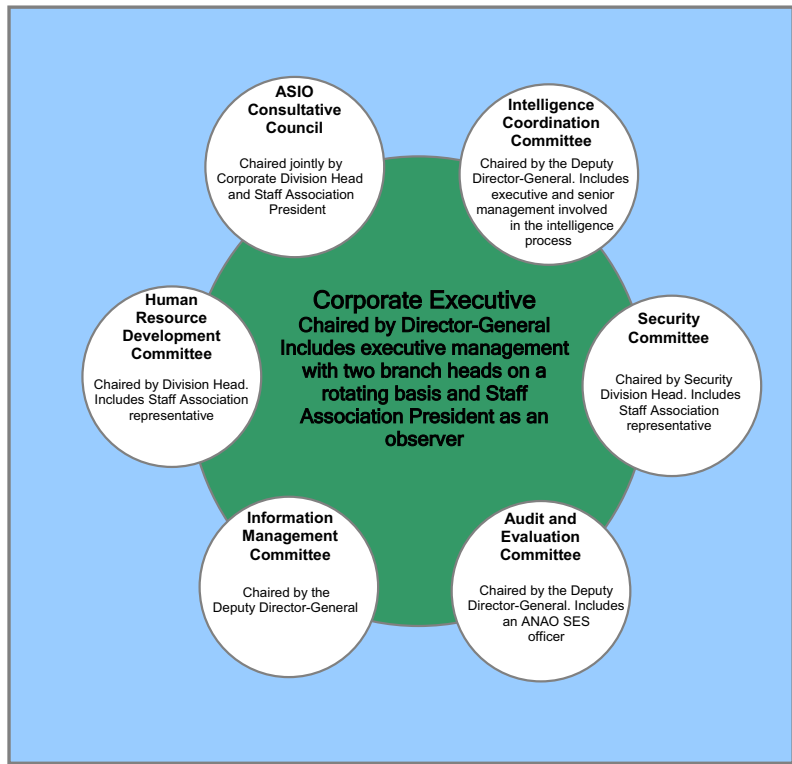 ASIO
Consultative
Council
Chaired jointly by
Corporate Division Head
and Staff Association
President
Intelligence
Coordination
Committee
Chaired by the Deputy
Director-General. Includes
executive and senior
management involved
in the intelligence
process
Human
Resource
Development
Committee
Chaired by Division Head.
Includes Staff Association
representative
Corporate Executive
Chaired by Director-General
Includes executive management
with two branch heads on a
rotating basis and Staff
Association President as an
observer
Security
Committee
Chaired by Security
Division Head. Includes
Staff Association
representative
Information
Management
Committee
Chaired by the
Deputy Director-General
Audit and
Evaluation
Committee
Chaired by the Deputy
Director-General. Includes
an ANAO SES
officer